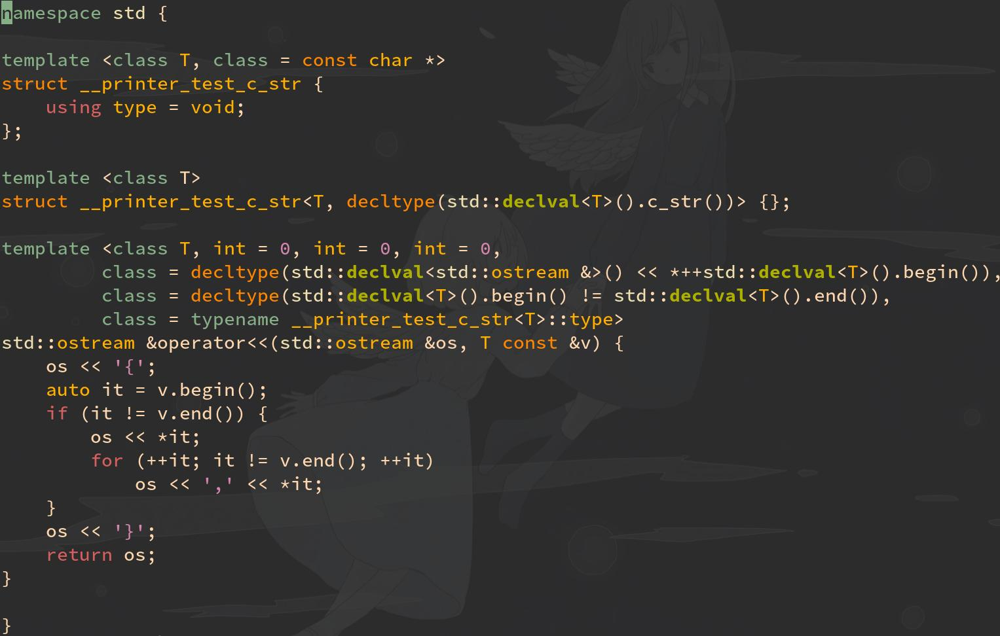 namespace std {
template <class T, class = const char *>
struct __printer_test_c_str {
    using type = void;
};
template <class T>
struct __printer_test_c_str<T, decltype(std::declval<T>().c_str())> {};
template <class T, int = 0, int = 0, int = 0,
         class = decltype(std::declval<std::ostream &>() << *++std::declval<T>().begin()),
         class = decltype(std::declval<T>().begin() != std::declval<T>().end()),
         class = typename __printer_test_c_str<T>::type>
std::ostream &operator<<(std::ostream &os, T const &v) {
    os << '{';
    auto it = v.begin();
    if (it != v.end()) {
        os << *it;
        for (++it; it != v.end(); ++it)
            os << ',' << *it;
    }
    os << '}';
    return os;
}
}